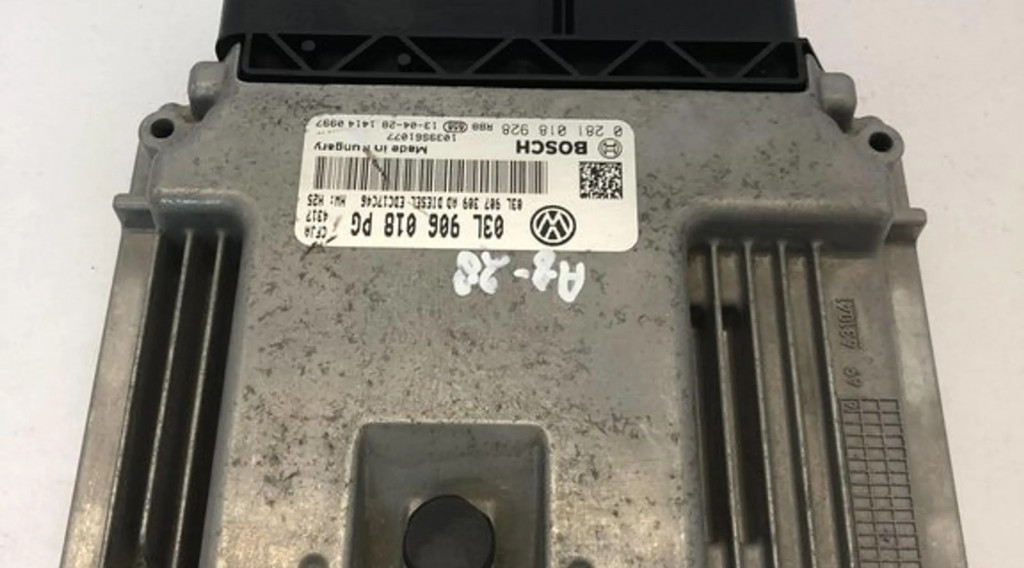 03L 906 018 PG CFJA 4317
03L 907 309 AD DIESEL EDC17C46 HW: H25
Made in Hungary
BOSCH 1039S61077
0 281 018 928 RBB 13-04-28 1414 0997
A8-28